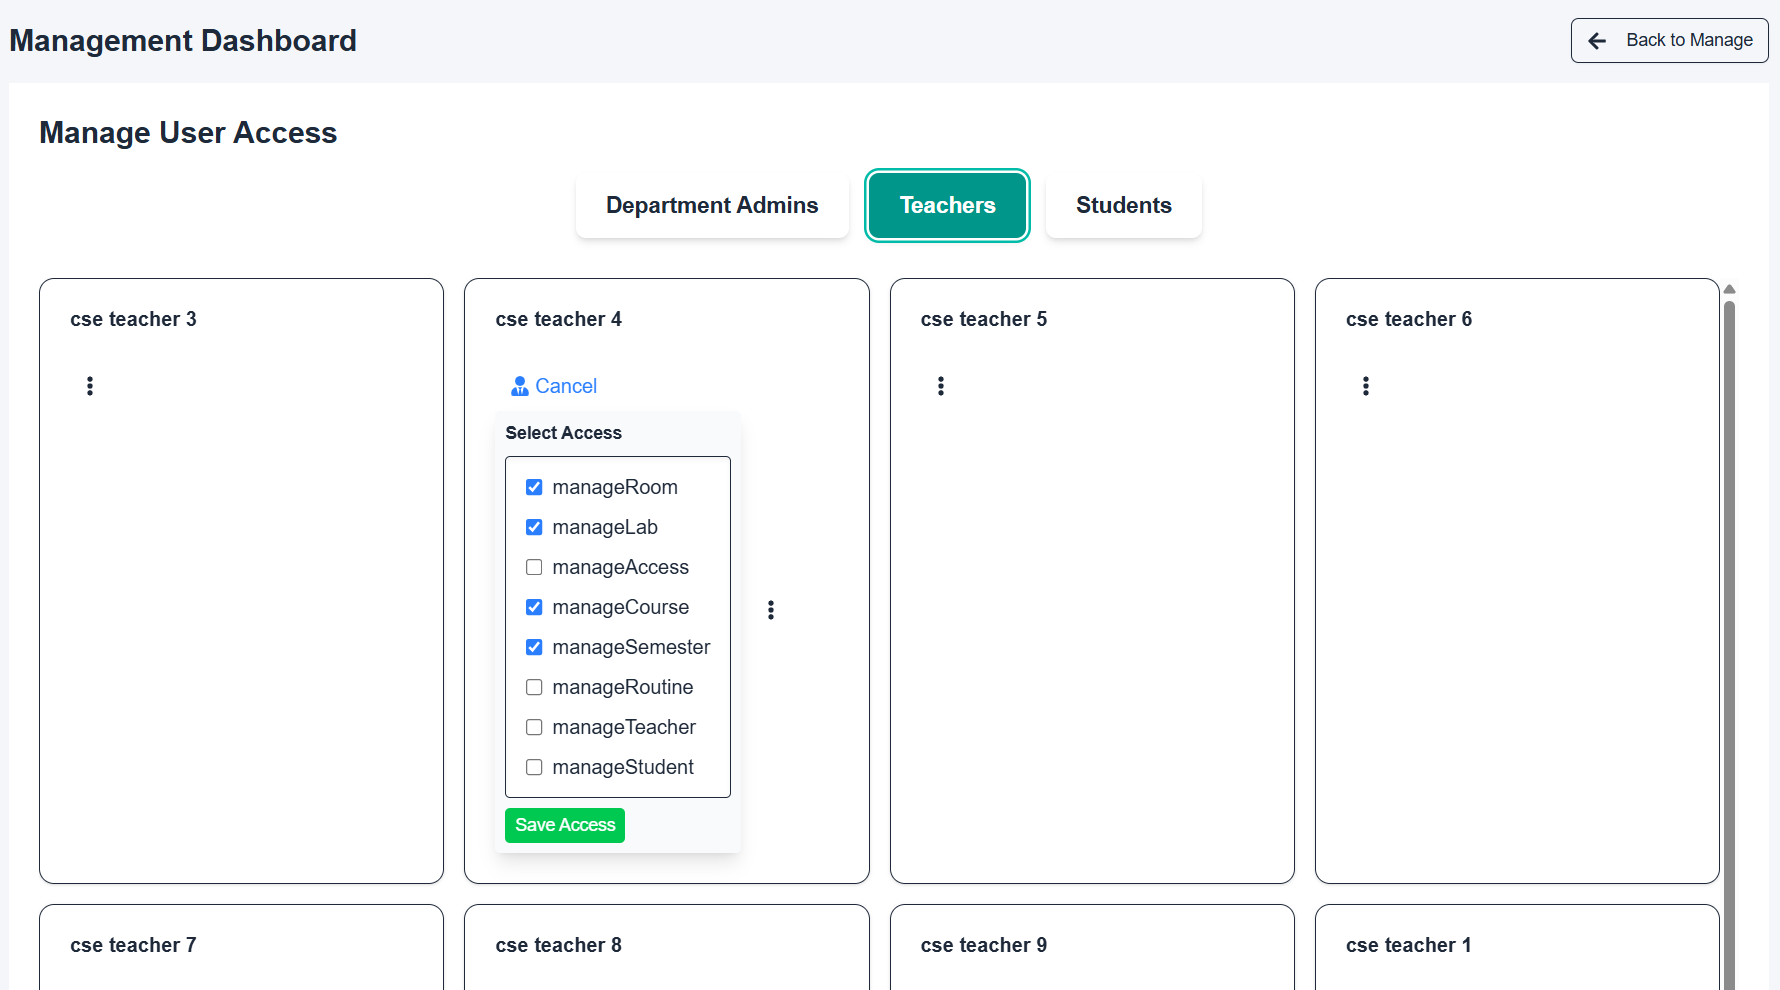 Management Dashboard
Back to Manage
Manage User Access
Department Admins
Teachers
Students
cse teacher 3
cse teacher 4
cse teacher 5
cse teacher 6
Cancel
Select Access
manageRoom
manageLab
manageAccess
manageCourse
manageSemester
manageRoutine
manageTeacher
manageStudent
Save Access
cse teacher 7
cse teacher 8
cse teacher 9
cse teacher 1